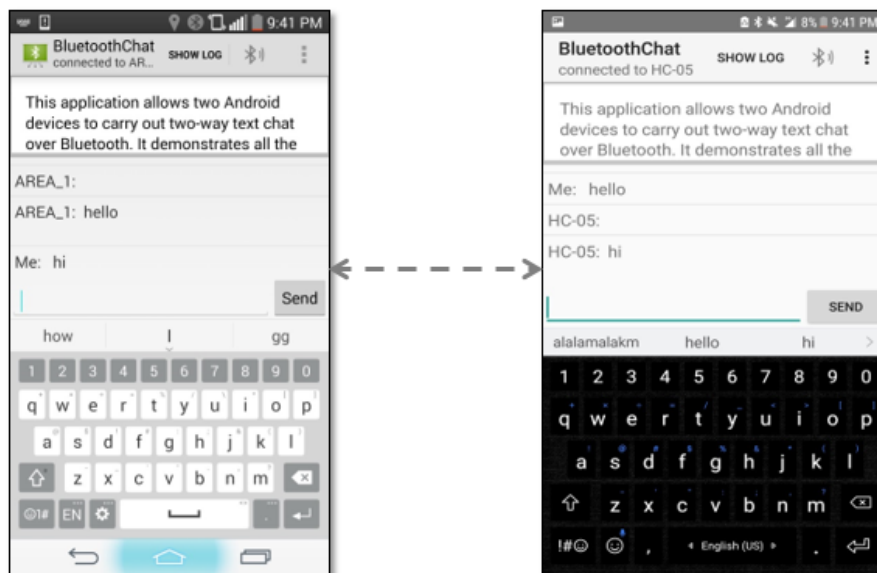 9:41 PM
BluetoothChat
connected to AR...
SHOW LOG
This application allows two Android
devices to carry out two-way text chat
over Bluetooth. It demonstrates all the
AREA_1:
AREA_1: hello
Me: hi
Send
how I gg
1 2 3 4 5 6 7 8 9 0
q w e r t y u i o p
a s d f g h j k l
z x c v b n m
☺1# EN .
8% 9:41 PM
BluetoothChat
connected to HC-05
SHOW LOG
This application allows two Android
devices to carry out two-way text chat
over Bluetooth. It demonstrates all the
Me: hello
HC-05:
HC-05: hi
SEND
alalamalakm hello hi >
1 2 3 4 5 6 7 8 9 0
q w e r t y u i o p
a s d f g h j k l
z x c v b n m
!#☺ , English (US) .